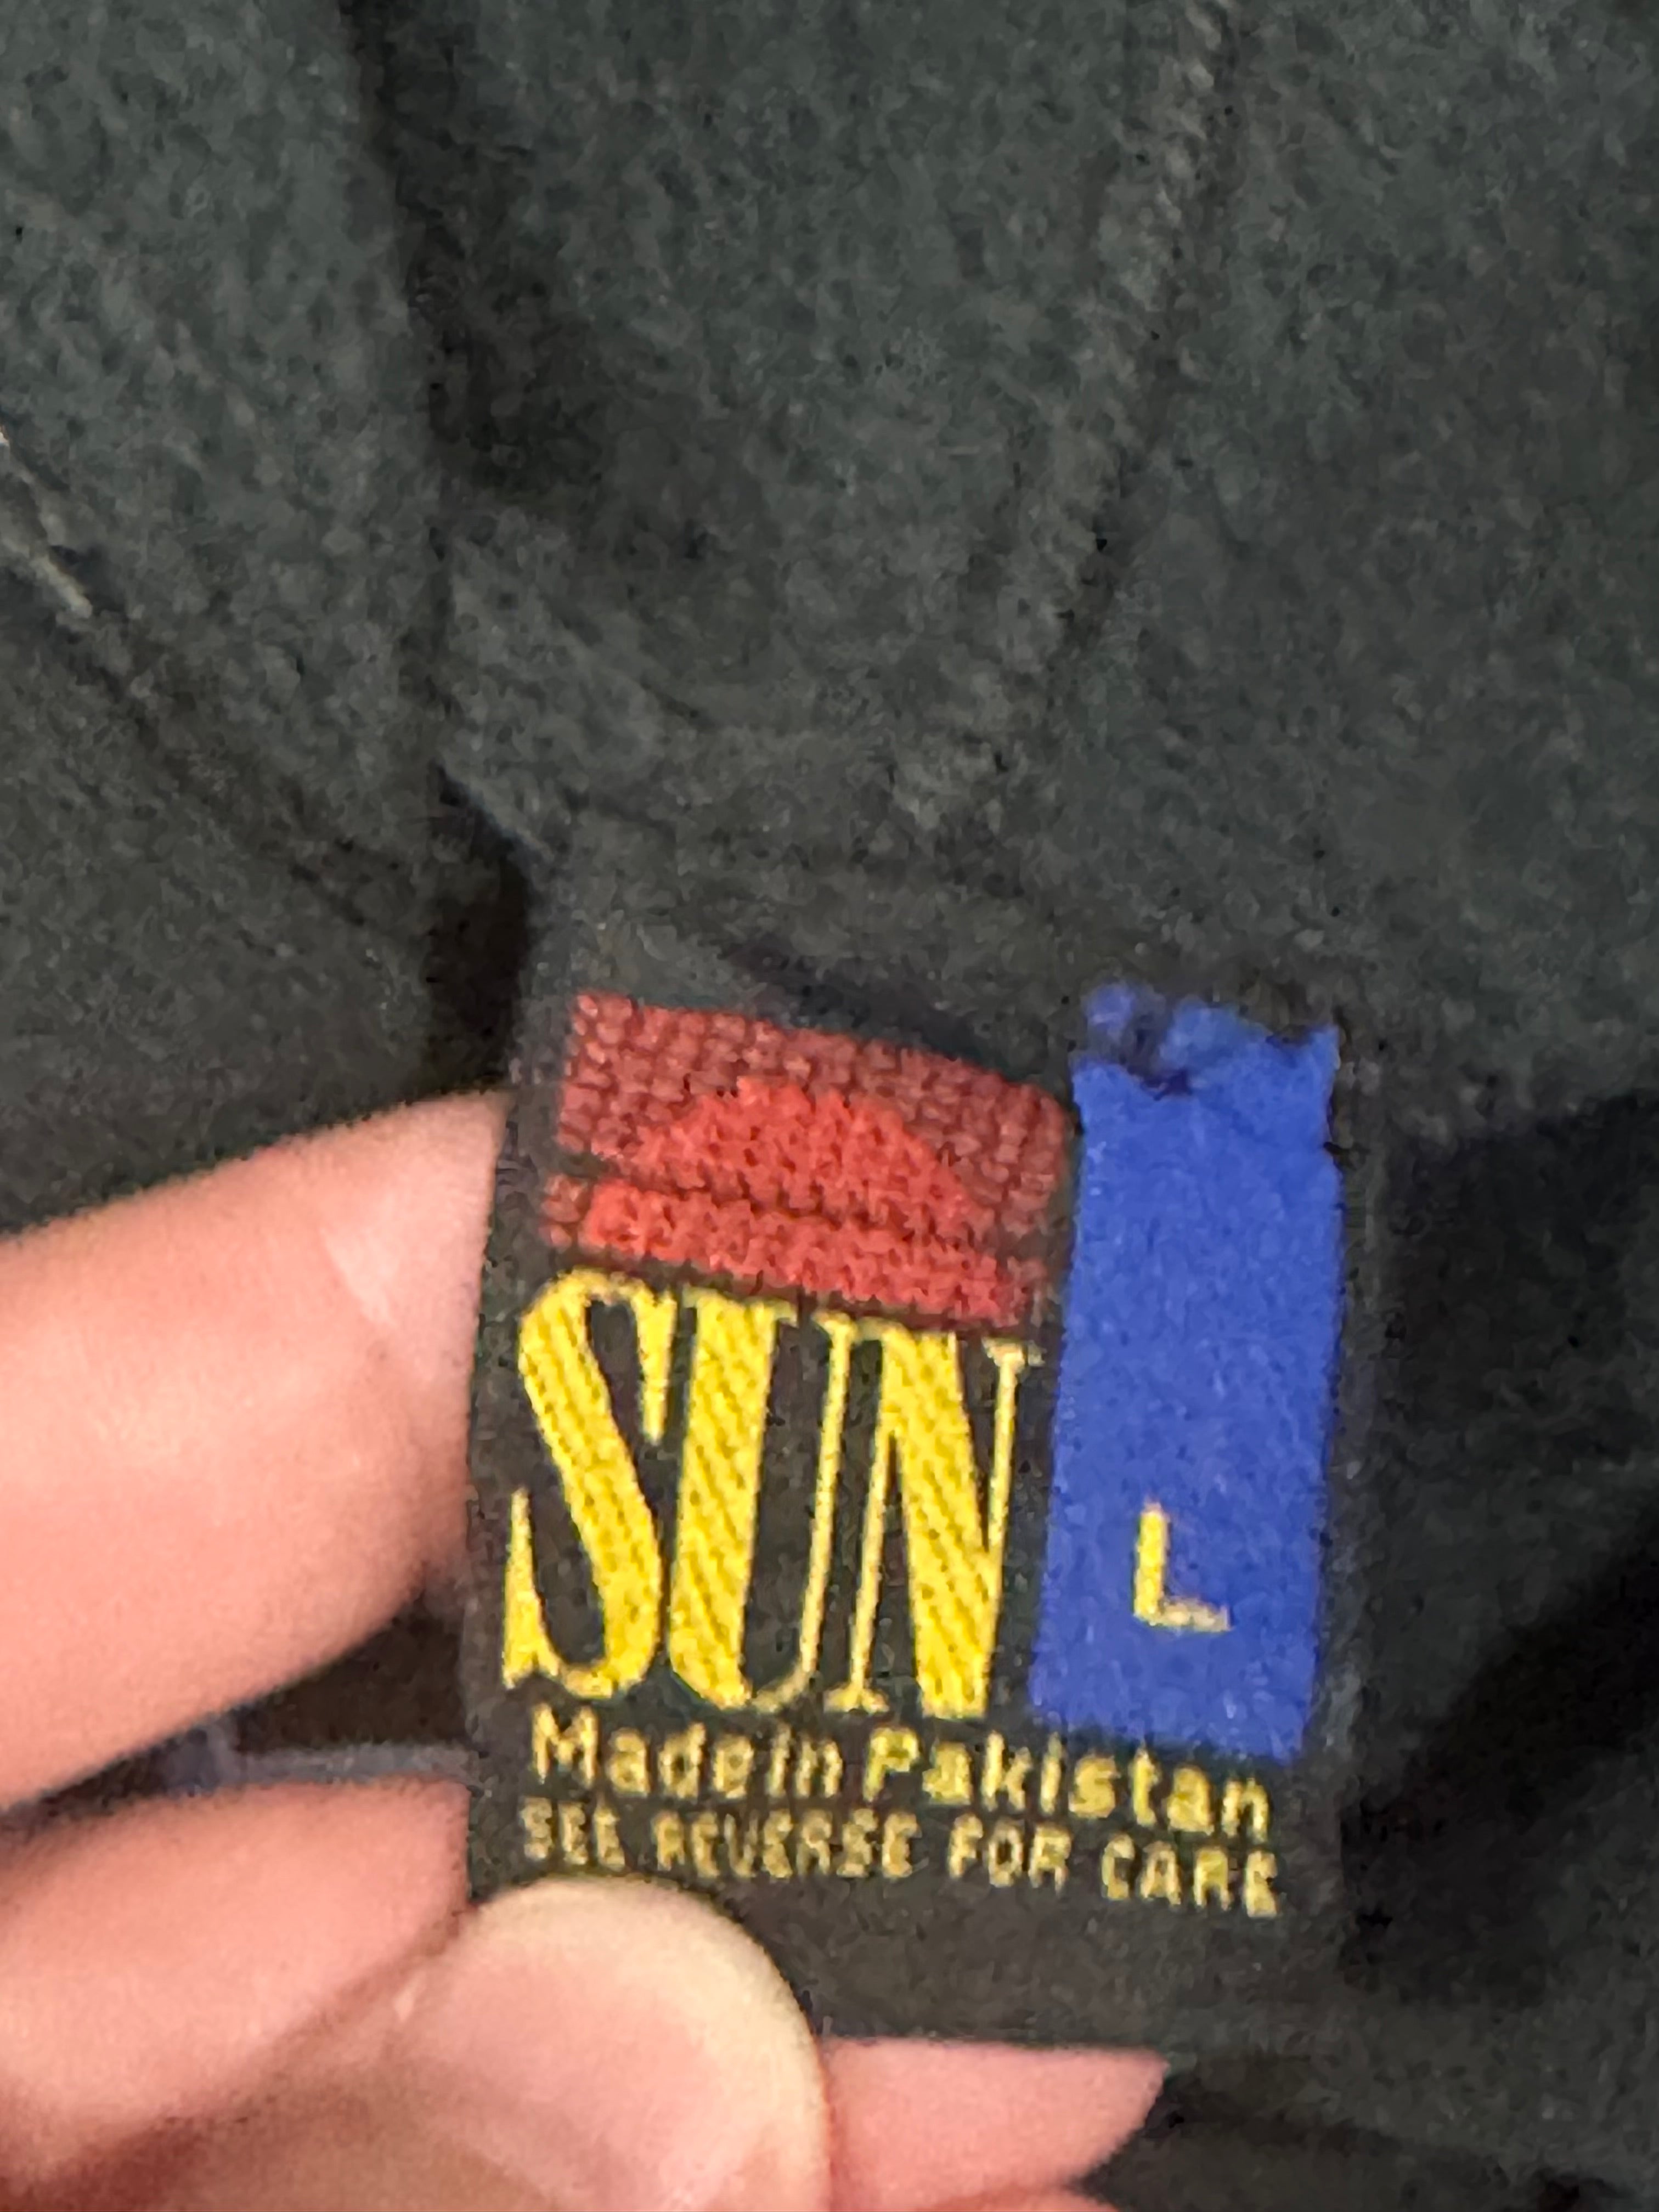 SUN
L
Made in Pakistan
SEE REVERSE FOR CARE